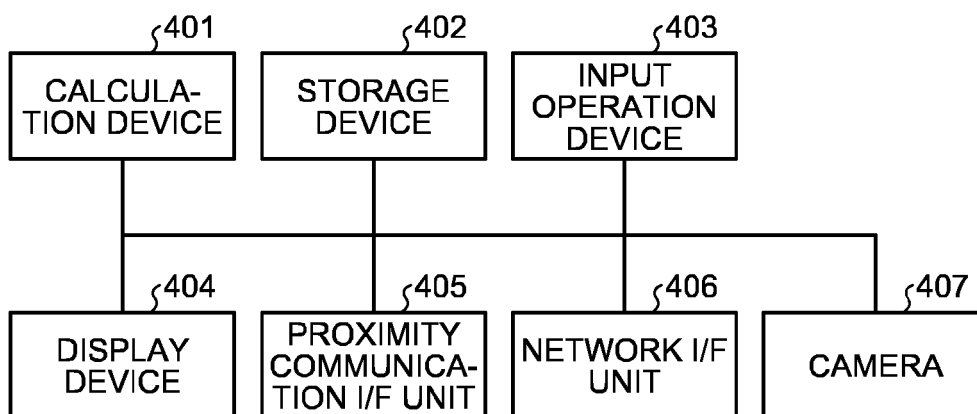 401
402
403
CALCULA-
TION DEVICE
STORAGE
DEVICE
INPUT
OPERATION
DEVICE
404
405
406
407
DISPLAY
DEVICE
PROXIMITY
COMMUNICA-
TION I/F UNIT
NETWORK I/F
UNIT
CAMERA